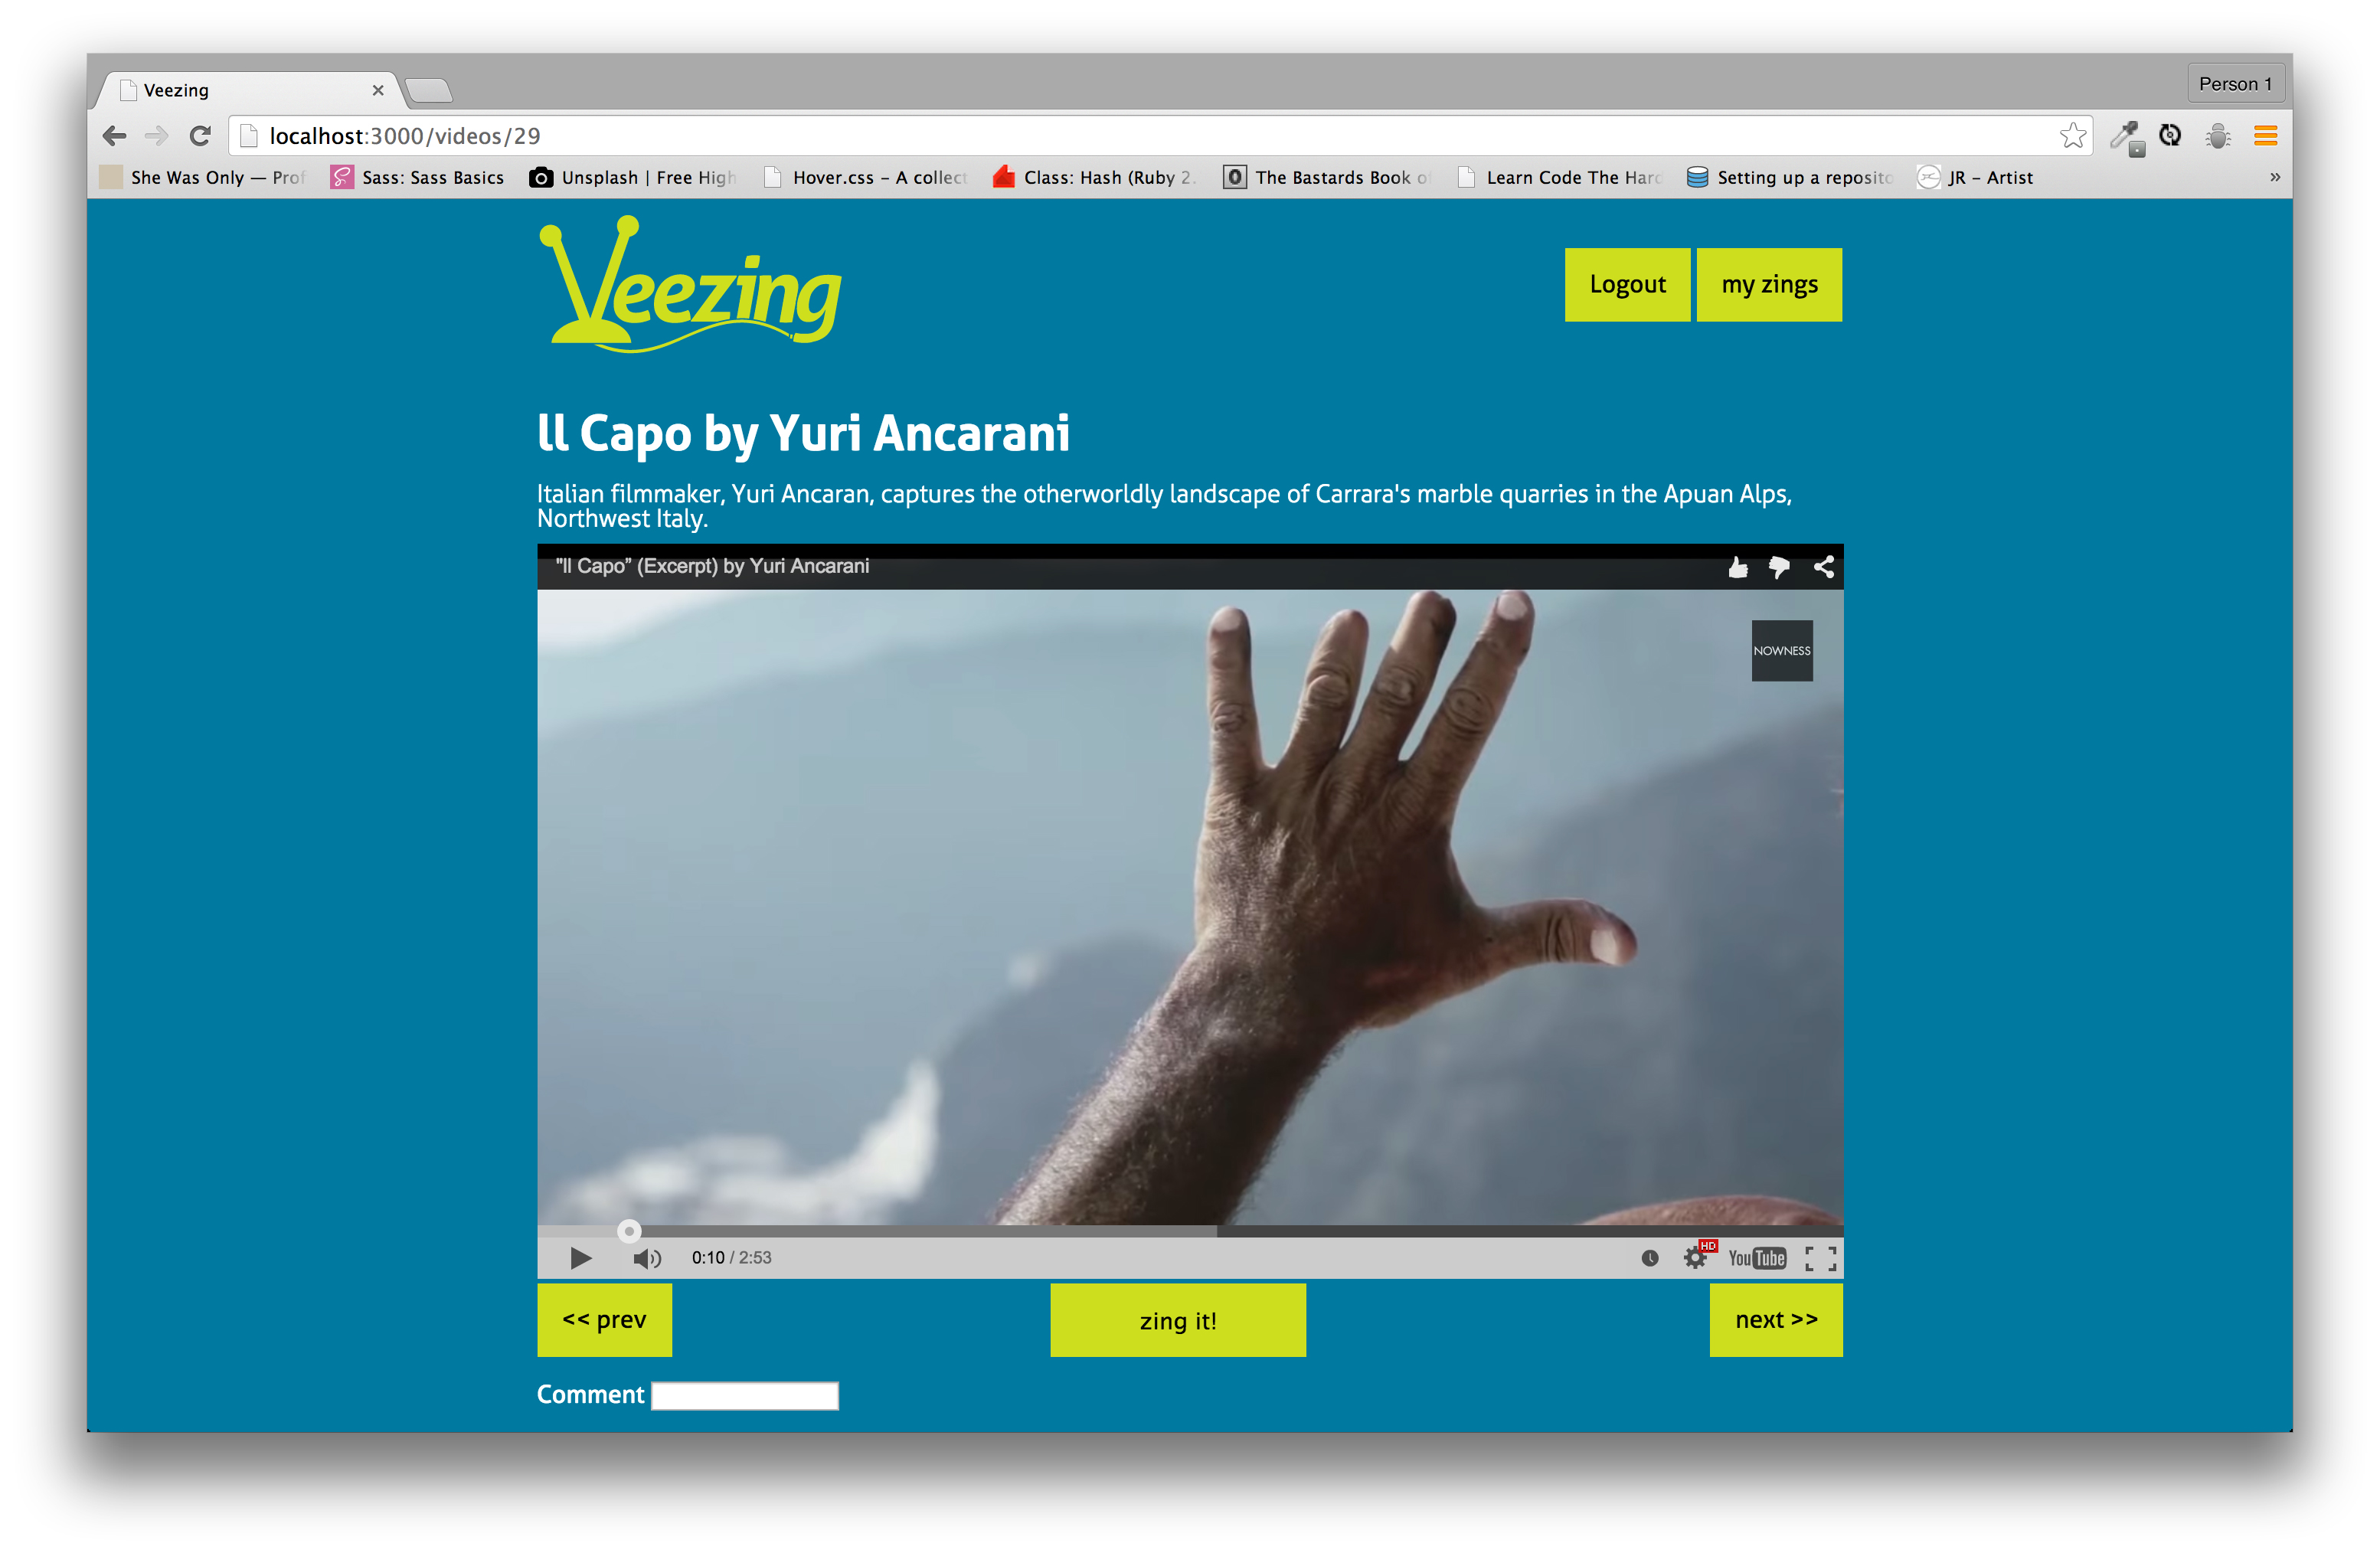 Veezing
Person 1
localhost:3000/videos/29
She Was Only — Prof
Sass: Sass Basics
Unsplash | Free High
Hover.css – A collect
Class: Hash (Ruby 2.
The Bastards Book of
Learn Code The Hard
Setting up a reposito
JR – Artist
»
Veezing
Logout
my zings
ll Capo by Yuri Ancarani
Italian filmmaker, Yuri Ancaran, captures the otherworldly landscape of Carrara's marble quarries in the Apuan Alps,
Northwest Italy.
"Il Capo” (Excerpt) by Yuri Ancarani
NOWNESS
0:10 / 2:53
HD
YouTube
<< prev
zing it!
next >>
Comment